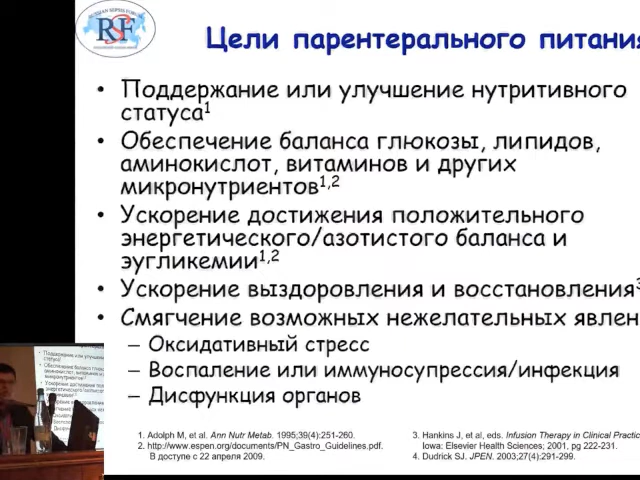 RUSSIAN SEPSIS FORUM
RSF
Цели парентерального питания
• Поддержание или улучшение нутритивного
статуса1
• Обеспечение баланса глюкозы, липидов,
аминокислот, витаминов и других
микронутриентов1,2
• Ускорение достижения положительного
энергетического/азотистого баланса и
эугликемии1,2
• Ускорение выздоровления и восстановления3
• Смягчение возможных нежелательных явлен
– Оксидативный стресс
– Воспаление или иммуносупрессия/инфекция
– Дисфункция органов
1. Adolph M, et al. Ann Nutr Metab. 1995;39(4):251-260.
2. http://www.espen.org/documents/PN_Gastro_Guidelines.pdf.
В доступе с 22 апреля 2009.
3. Hankins J, et al, eds. Infusion Therapy in Clinical Practic
Iowa: Elsevier Health Sciences; 2001, pg 222-231.
4. Dudrick SJ. JPEN. 2003;27(4):291-299.